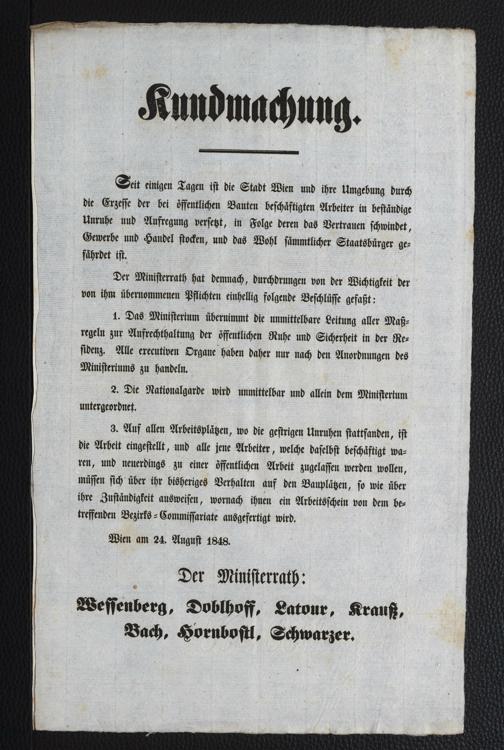 Kundmachung.
Seit einigen Tagen ist die Stadt Wien und ihre Umgebung durch
die Erzesse der bei öffentlichen Bauten beschäftigten Arbeiter in beständige
Unruhe und Aufregung versetzt, in Folge deren das Vertrauen schwindet,
Gewerbe und Handel stocken, und das Wohl sämmtlicher Staatsbürger ge-
fährdet ist.
Der Ministerrath hat demnach, durchdrungen von der Wichtigkeit der
von ihm übernommenen Pflichten einhellig folgende Beschlüsse gefaßt:
1. Das Ministerium übernimmt die unmittelbare Leitung aller Maß-
regeln zur Aufrechthaltung der öffentlichen Ruhe und Sicherheit in der Re-
sidenz. Alle executiven Organe haben daher nur nach den Anordnungen des
Ministeriums zu handeln.
2. Die Nationalgarde wird unmittelbar und allein dem Ministerium
untergeordnet.
3. Auf allen Arbeitsplätzen, wo die gestrigen Unruhen stattfanden, ist
die Arbeit eingestellt, und alle jene Arbeiter, welche daselbst beschäftigt wa-
ren, und neuerdings zu einer öffentlichen Arbeit zugelassen werden wollen,
müssen sich über ihr bisheriges Verhalten auf den Bauplätzen, so wie über
ihre Zuständigkeit ausweisen, wornach ihnen ein Arbeitsschein von dem be-
treffenden Bezirks-Commissariate ausgefertigt wird.
Wien am 24. August 1848.
Der Ministerrath:
Wessenberg, Doblhoff, Latour, Krauß,
Bach, Hornbostl, Schwarzer.